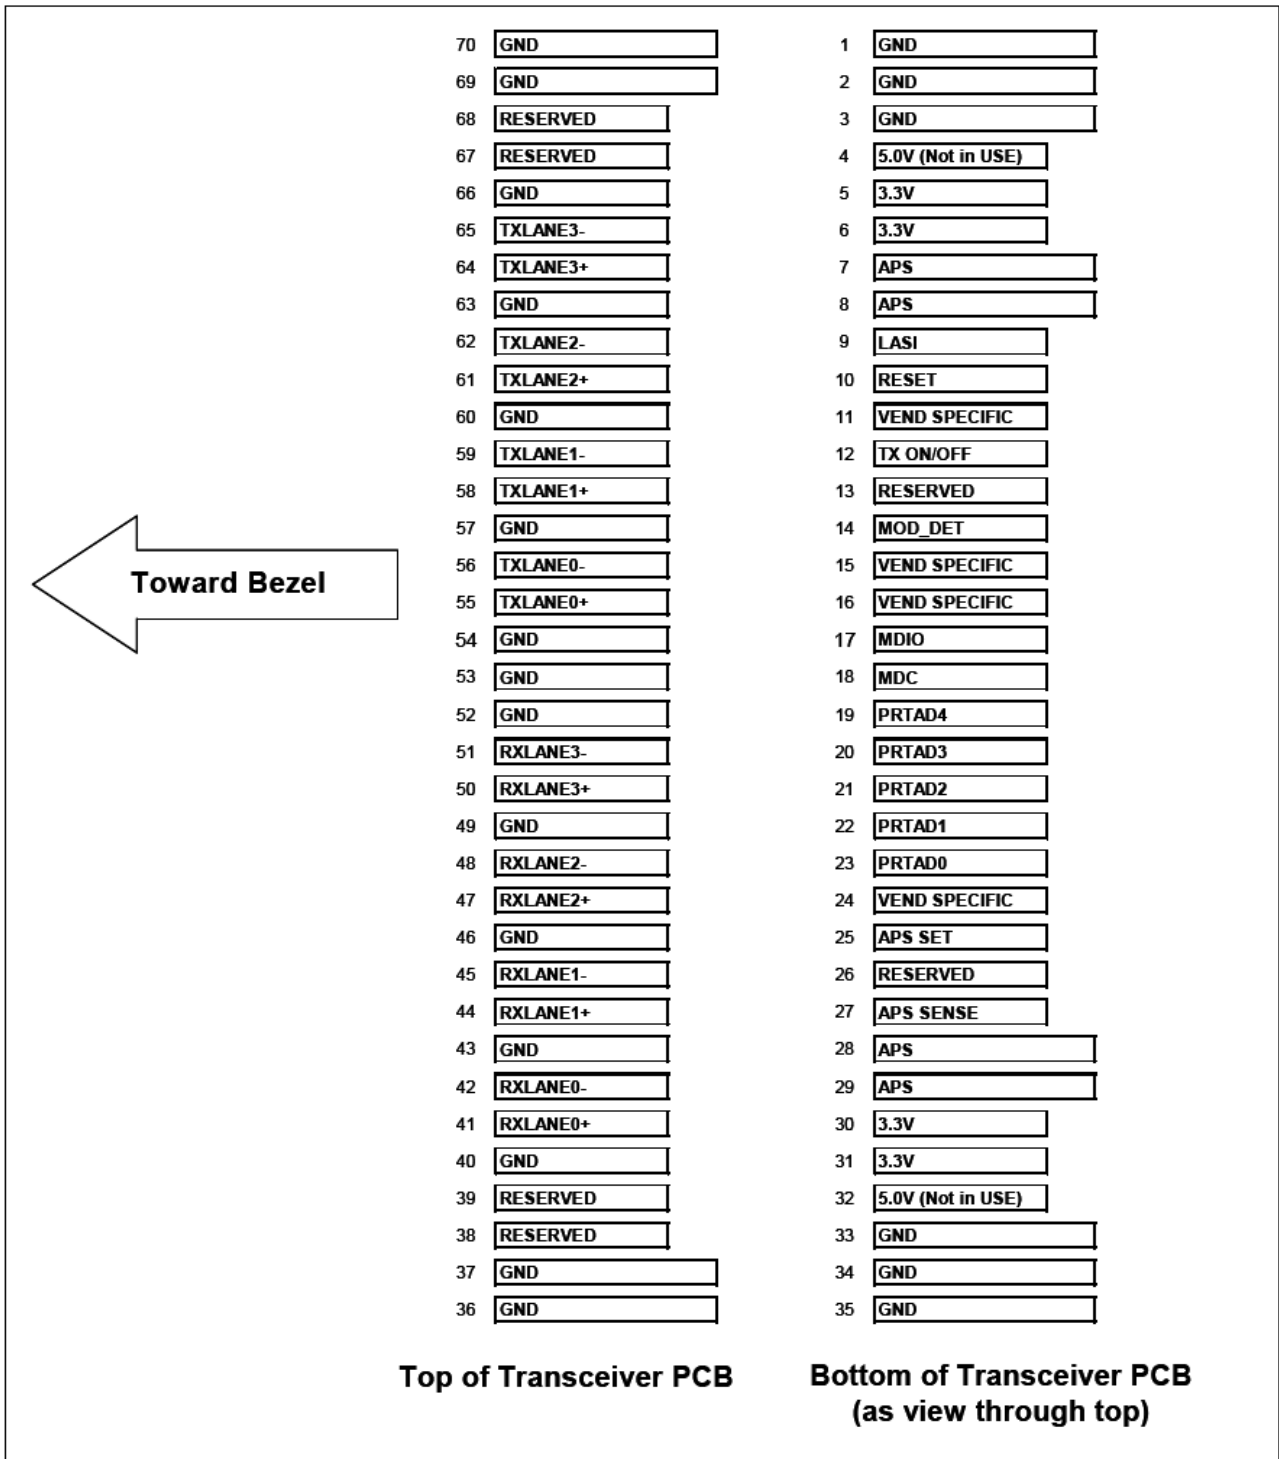 70 GND 1 GND
69 GND 2 GND
68 RESERVED 3 GND
67 RESERVED 4 5.0V (Not in USE)
66 GND 5 3.3V
65 TXLANE3- 6 3.3V
64 TXLANE3+ 7 APS
63 GND 8 APS
62 TXLANE2- 9 LASI
61 TXLANE2+ 10 RESET
60 GND 11 VEND SPECIFIC
59 TXLANE1- 12 TX ON/OFF
58 TXLANE1+ 13 RESERVED
57 GND 14 MOD_DET
56 TXLANE0- 15 VEND SPECIFIC
Toward Bezel
55 TXLANE0+ 16 VEND SPECIFIC
54 GND 17 MDIO
53 GND 18 MDC
52 GND 19 PRTAD4
51 RXLANE3- 20 PRTAD3
50 RXLANE3+ 21 PRTAD2
49 GND 22 PRTAD1
48 RXLANE2- 23 PRTAD0
47 RXLANE2+ 24 VEND SPECIFIC
46 GND 25 APS SET
45 RXLANE1- 26 RESERVED
44 RXLANE1+ 27 APS SENSE
43 GND 28 APS
42 RXLANE0- 29 APS
41 RXLANE0+ 30 3.3V
40 GND 31 3.3V
39 RESERVED 32 5.0V (Not in USE)
38 RESERVED 33 GND
37 GND 34 GND
36 GND 35 GND
Top of Transceiver PCB
Bottom of Transceiver PCB
(as view through top)